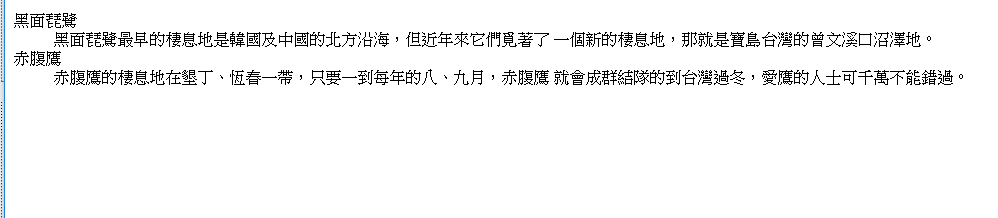 黑面琵鷺
黑面琵鷺最早的棲息地是韓國及中國的北方沿海，但近年來它們覓著了一個新的棲息地，那就是寶島台灣的曾文溪口沼澤地。
赤腹鷹
赤腹鷹的棲息地在墾丁、恆春一帶，只要一到每年的八、九月，赤腹鷹 就會成群結隊的到台灣過冬，愛鷹的人士可千萬不能錯過。